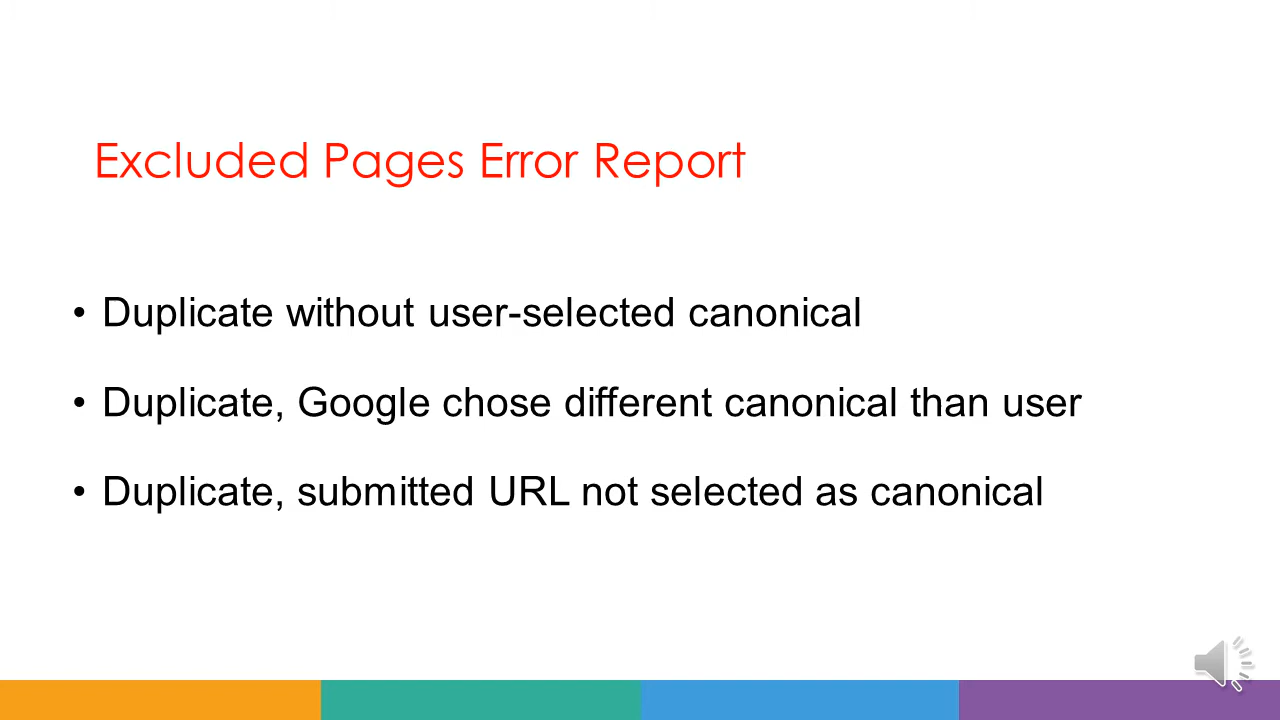 Excluded Pages Error Report
• Duplicate without user-selected canonical
• Duplicate, Google chose different canonical than user
• Duplicate, submitted URL not selected as canonical